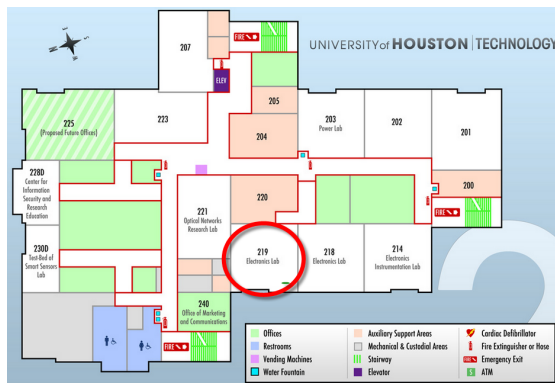 UNIVERSITY of HOUSTON | TECHNOLOGY
207
FIRE
ELEV
205
204
203
Power Lab
202
201
225
(Proposed Future Offices)
223
228D
Center for
Information
Security and
Research
Education
230D
Test-Bed of
Smart Sensors
Lab
221
Optical Networks
Research Lab
220
200
FIRE
219
Electronics Lab
218
Electronics Lab
214
Electronics
Instrumentation Lab
240
Office of Marketing
and Communications
FIRE
2
Offices
Restrooms
Vending Machines
Water Fountain
Auxiliary Support Areas
Mechanical & Custodial Areas
Stairway
Elevator
Cardiac Defibrillator
Fire Extinguisher or Hose
FIRE
Emergency Exit
$
ATM